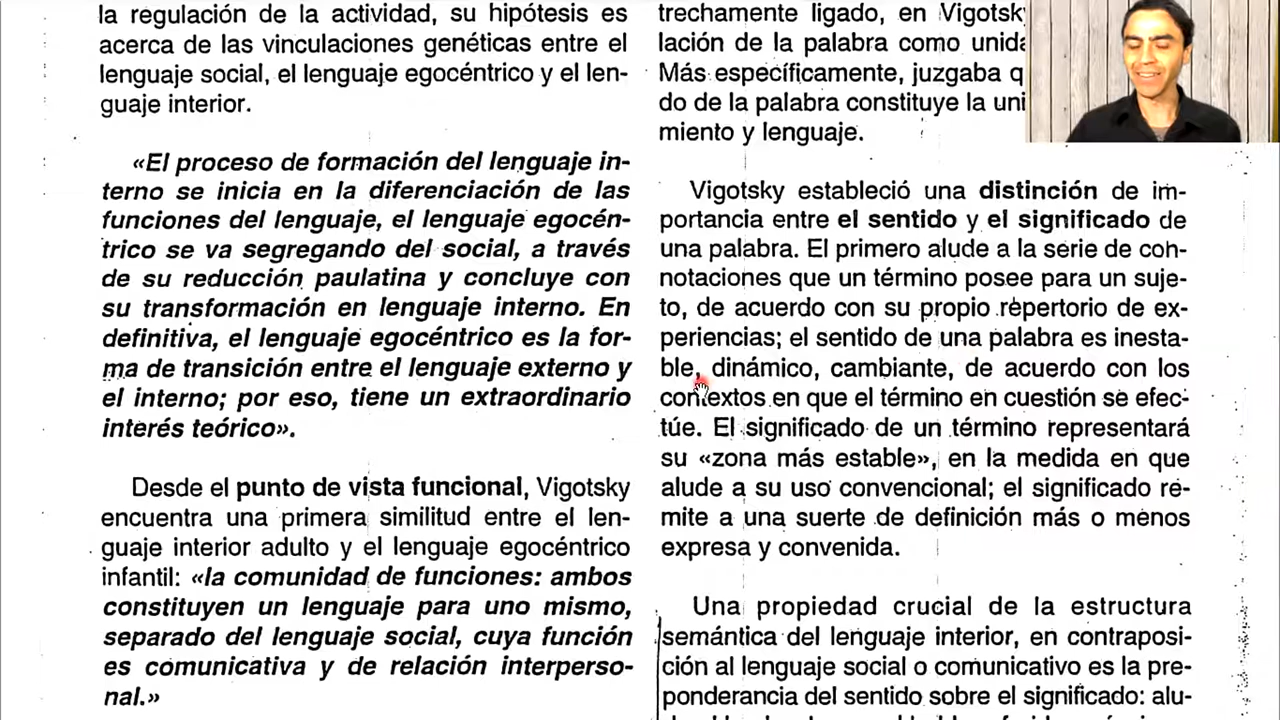 la regulación de la actividad, su hipótesis es
acerca de las vinculaciones genéticas entre el
lenguaje social, el lenguaje egocéntrico y el len-
guaje interior.
«El proceso de formación del lenguaje in-
terno se inicia en la diferenciación de las
funciones del lenguaje, el lenguaje egocén-
trico se va segregando del social, a través
de su reducción paulatina y concluye con
su transformación en lenguaje interno. En
definitiva, el lenguaje egocéntrico es la for-
ma de transición entre el lenguaje externo y
el interno; por eso, tiene un extraordinario
interés teórico».
Desde el punto de vista funcional, Vigotsky
encuentra una primera similitud entre el len-
guaje interior adulto y el lenguaje egocéntrico
infantil: «la comunidad de funciones: ambos
constituyen un lenguaje para uno mismo,
separado del lenguaje social, cuya función
es comunicativa y de relación interperso-
nal.»
trechamente ligado, en Vigotsky
lación de la palabra como
Más específicamente, juzgaba
do de la palabra constituye la
miento y lenguaje.
Vigotsky estableció una distinción de im-
portancia entre el sentido y el significado de
una palabra. El primero alude a la serie de con-
notaciones que un término posee para un suje-
to, de acuerdo con su propio repertorio de ex-
periencias; el sentido de una palabra es inesta-
ble, dinámico, cambiante, de acuerdo con los
contextos en que el término en cuestión se efec-
túe. El significado de un término representará
su «zona más estable», en la medida en que
alude a su uso convencional; el significado re-
mite a una suerte de definición más o menos
expresa y convenida.
Una propiedad crucial de la estructura
semántica del lenguaje interior, en contraposi-
ción al lenguaje social o comunicativo es la pre-
ponderancia del sentido sobre el significado: alu-